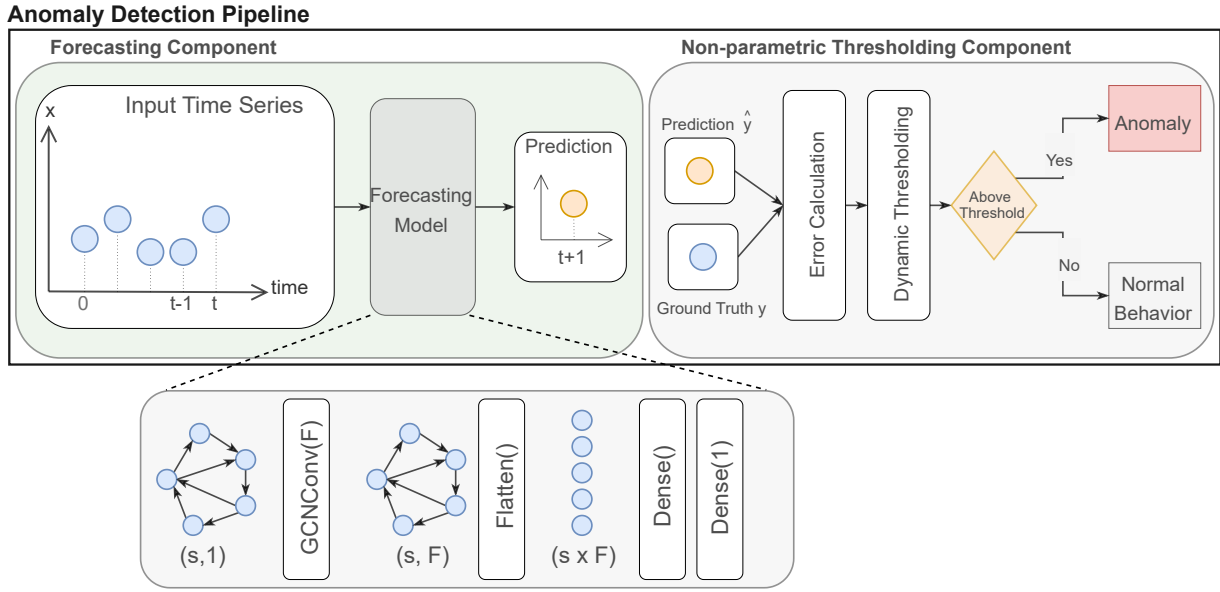 Anomaly Detection Pipeline
Forecasting Component
Input Time Series
x
time
0
t-1
t
Forecasting
Model
Prediction
t+1
Non-parametric Thresholding Component
Prediction ŷ
Ground Truth y
Error Calculation
Dynamic Thresholding
Above
Threshold
Yes
Anomaly
No
Normal
Behavior
(s,1)
GCNConv(F)
(s, F)
Flatten()
(s x F)
Dense()
Dense(1)